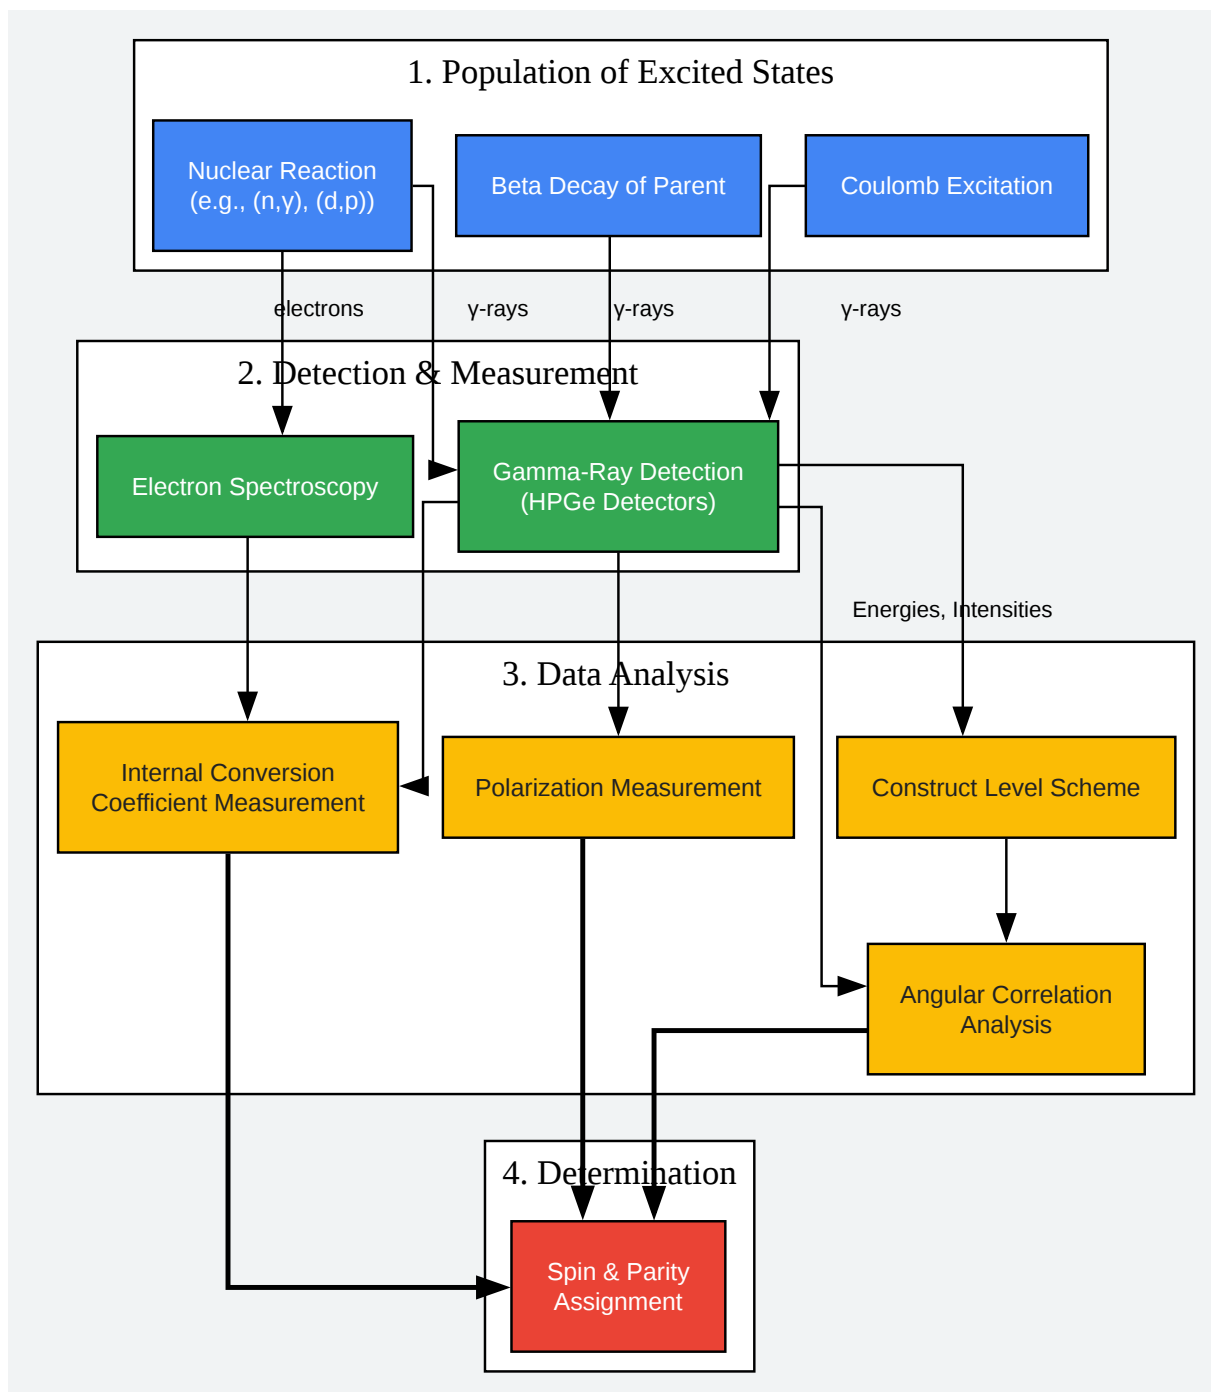 1. Population of Excited States
Nuclear Reaction
(e.g., (n,γ), (d,p))
Beta Decay of Parent
Coulomb Excitation
electrons
γ-rays
γ-rays
γ-rays
2. Detection & Measurement
Electron Spectroscopy
Gamma-Ray Detection
(HPGe Detectors)
Energies, Intensities
3. Data Analysis
Internal Conversion
Coefficient Measurement
Polarization Measurement
Construct Level Scheme
Angular Correlation
Analysis
4. Determination
Spin & Parity
Assignment